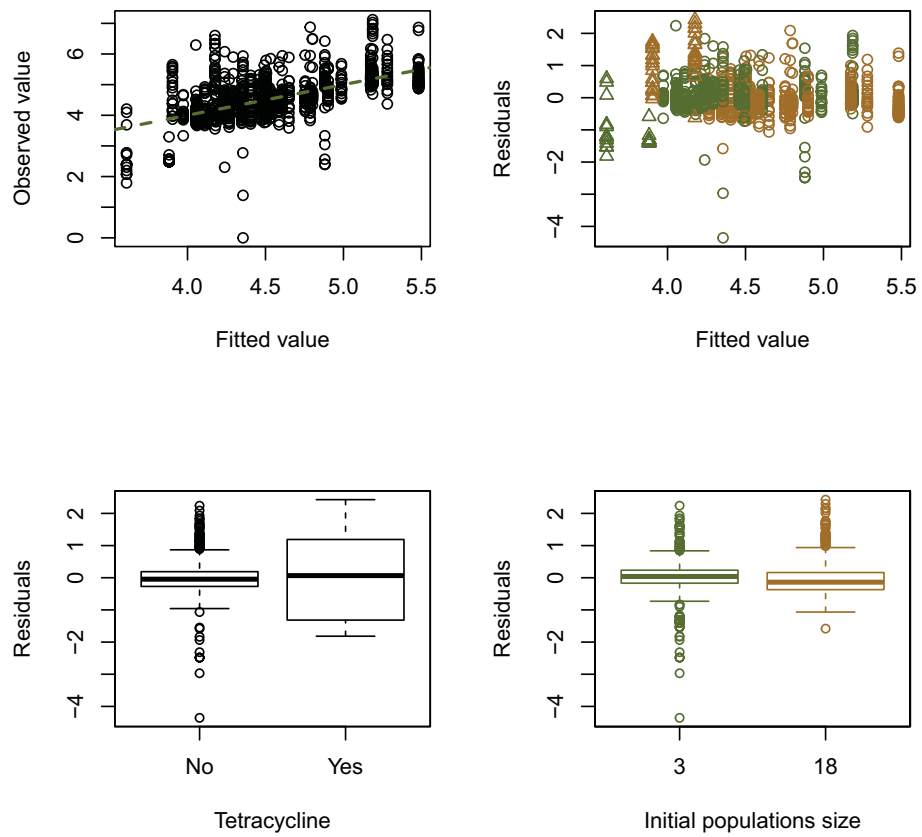 Observed value
0
2
4
6
4.0
4.5
5.0
5.5
Fitted value
Residuals
−4
−2
0
1
2
4.0
4.5
5.0
5.5
Fitted value
Residuals
−4
−2
0
1
2
No
Yes
Tetracycline
Residuals
−4
−2
0
1
2
3
18
Initial populations size